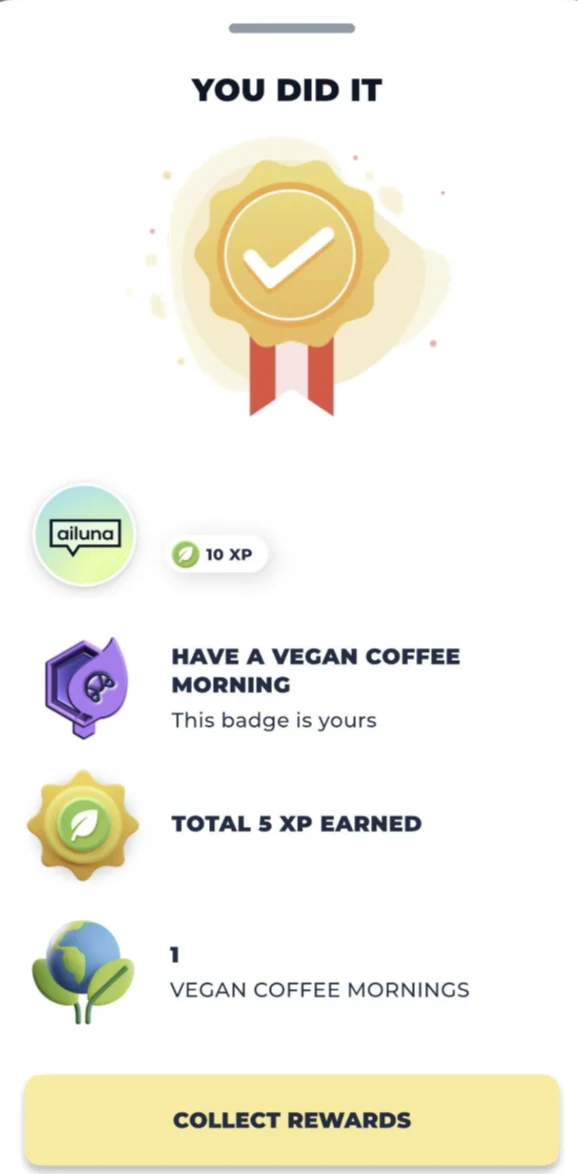 YOU DID IT
ailuna
10 XP
HAVE A VEGAN COFFEE
MORNING
This badge is yours
TOTAL 5 XP EARNED
1
VEGAN COFFEE MORNINGS
COLLECT REWARDS